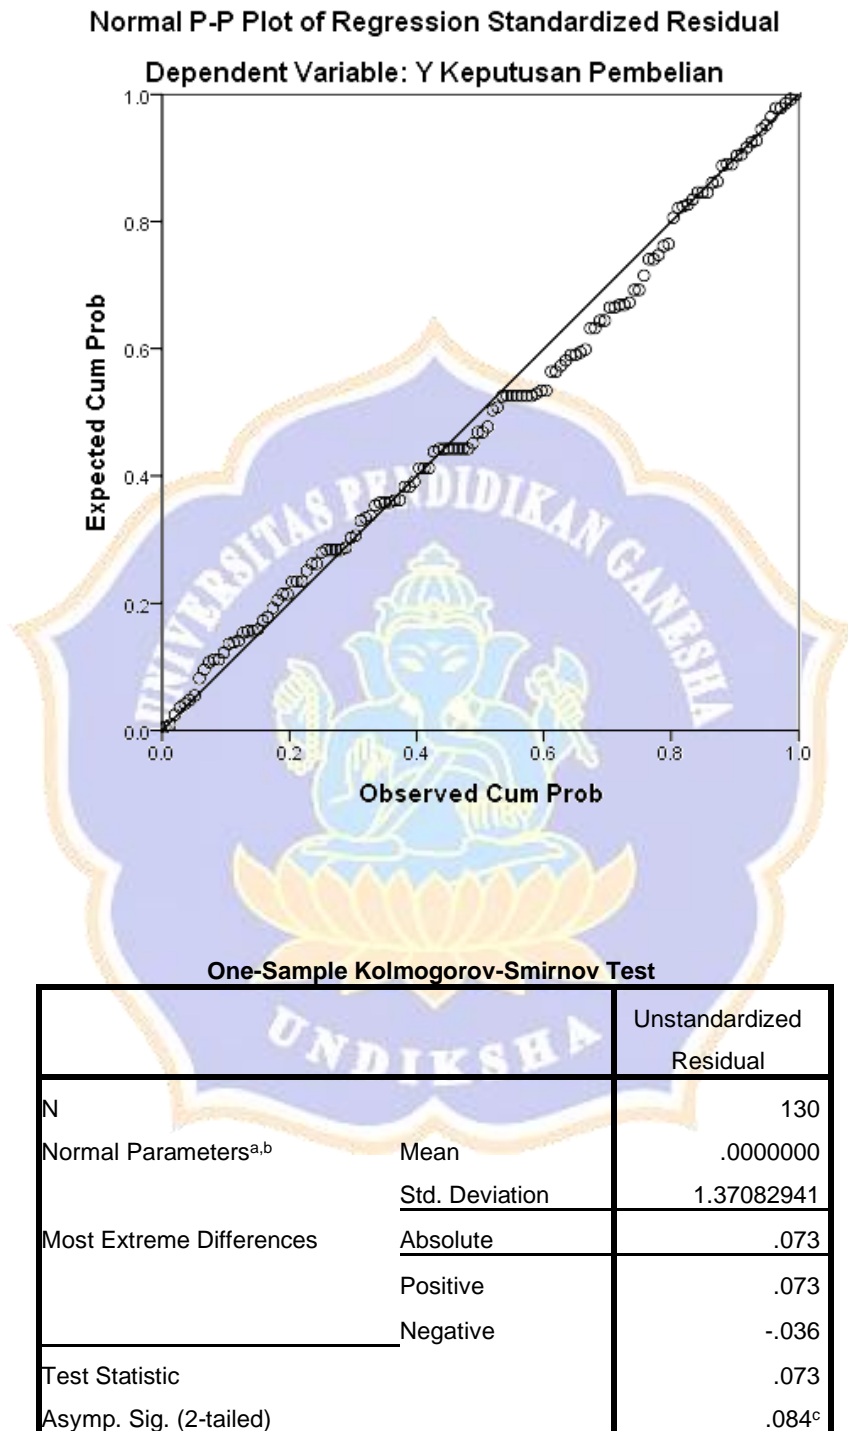 Normal P-P Plot of Regression Standardized Residual
Dependent Variable: Y Keputusan Pembelian
1.0
0.8
0.6
0.4
0.2
0.0
Expected Cum Prob
0.0 0.2 0.4 0.6 0.8 1.0
Observed Cum Prob
UNIVERSITAS PENDIDIKAN GANESHA
UNDIKSHA
One-Sample Kolmogorov-Smirnov Test
Unstandardized
Residual
N 130
Normal Parametersᵃ,ᵇ Mean .0000000
Std. Deviation 1.37082941
Most Extreme Differences Absolute .073
Positive .073
Negative -.036
Test Statistic .073
Asymp. Sig. (2-tailed) .084ᶜ